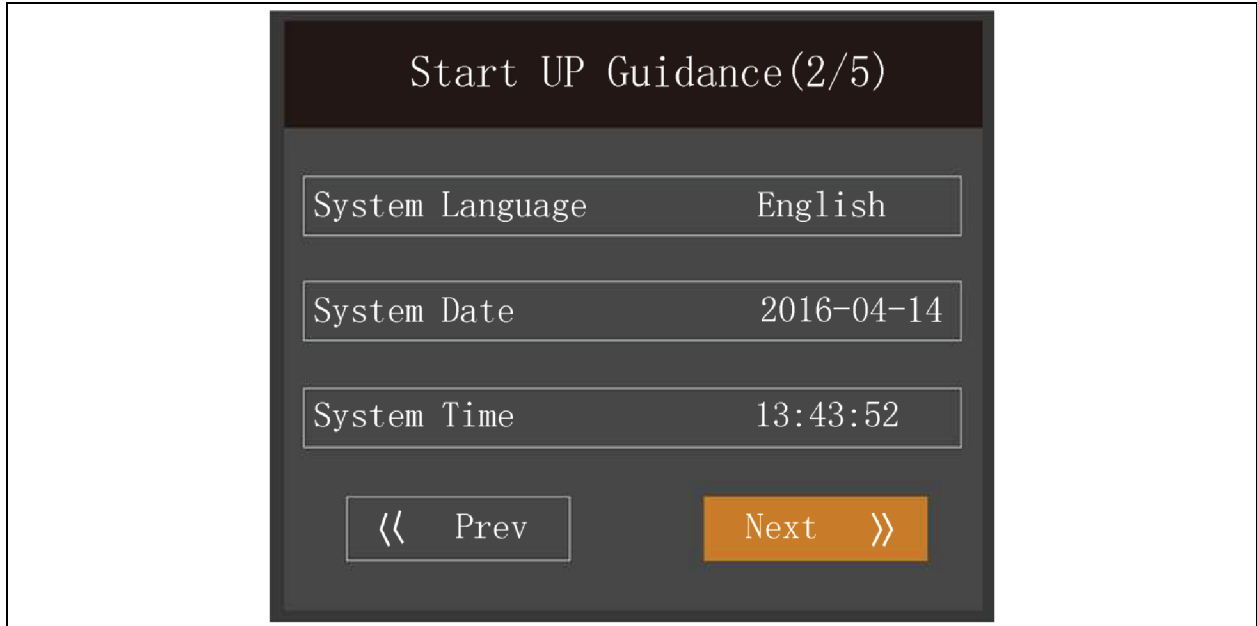 Start UP Guidance(2/5)
System Language English
System Date 2016-04-14
System Time 13:43:52
⟨⟨ Prev Next ⟩⟩